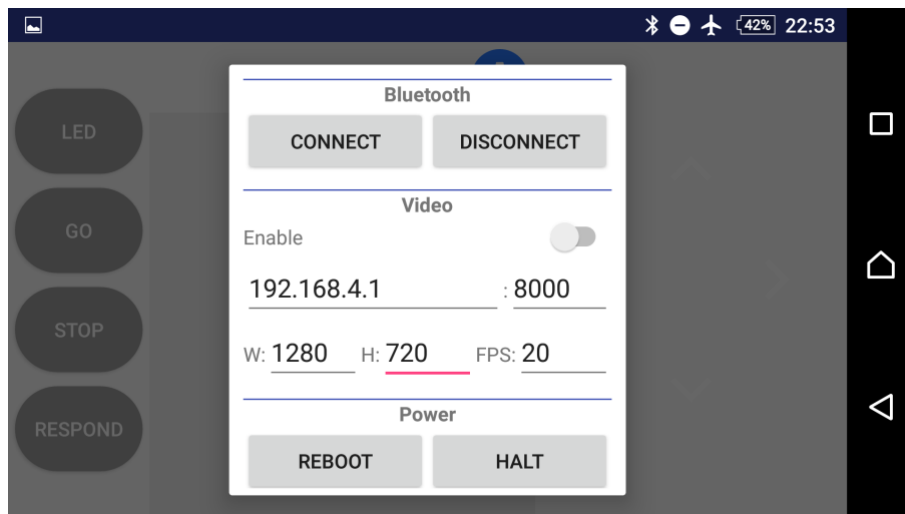 42% 22:53
Bluetooth
LED
CONNECT DISCONNECT
Video
GO
Enable
192.168.4.1 : 8000
STOP
W: 1280 H: 720 FPS: 20
Power
RESPOND
REBOOT HALT